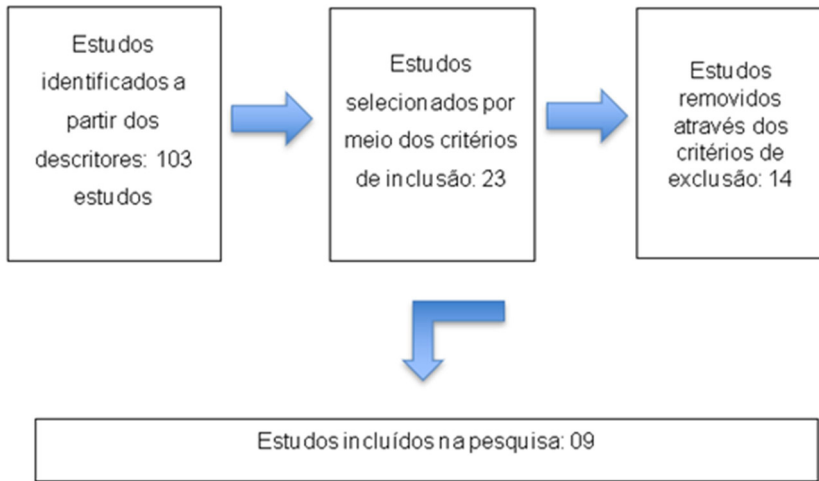 Estudos
identificados a
partir dos
descritores: 103
estudos
Estudos
selecionados por
meio dos critérios
de inclusão: 23
Estudos
removidos
através dos
critérios de
exclusão: 14
Estudos incluídos na pesquisa: 09